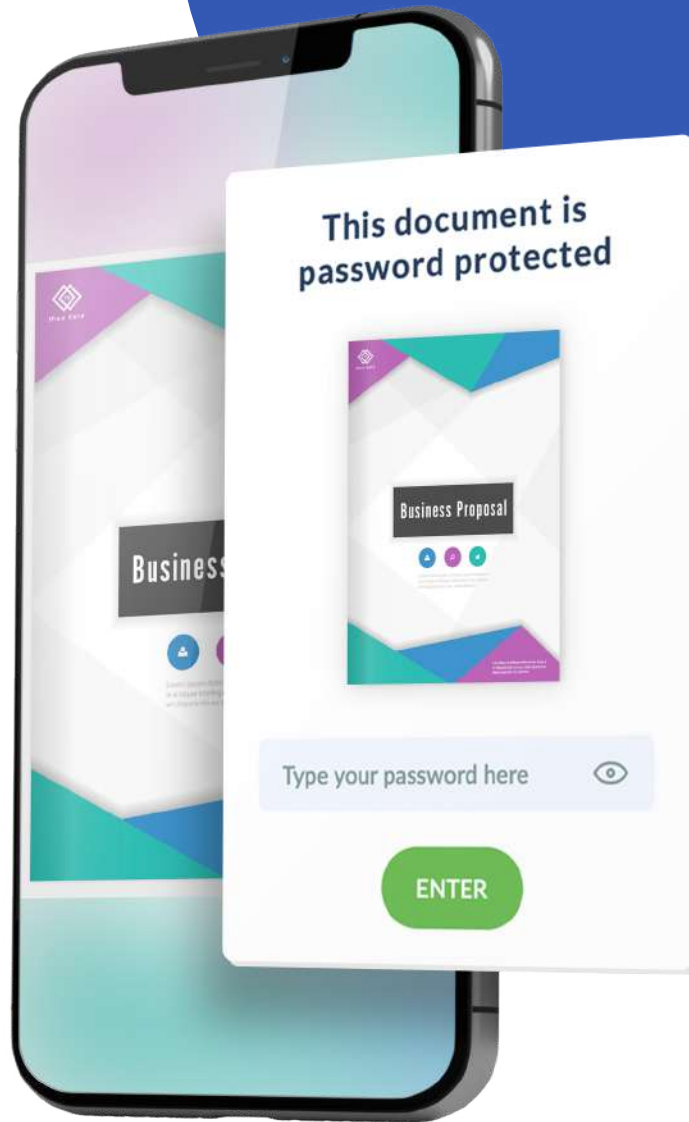 This document is
password protected
Business
Business Proposal
Type your password here
ENTER